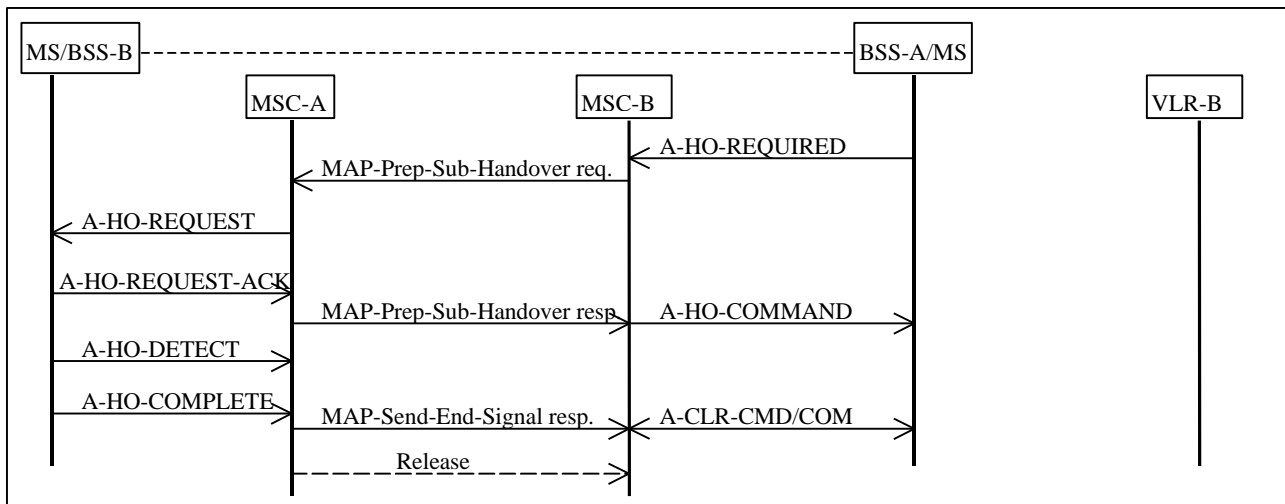 MS/BSS-B
BSS-A/MS
MSC-A
MSC-B
VLR-B
A-HO-REQUIRED
MAP-Prep-Sub-Handover req.
A-HO-REQUEST
A-HO-REQUEST-ACK
MAP-Prep-Sub-Handover resp
A-HO-COMMAND
A-HO-DETECT
A-HO-COMPLETE
MAP-Send-End-Signal resp.
A-CLR-CMD/COM
Release